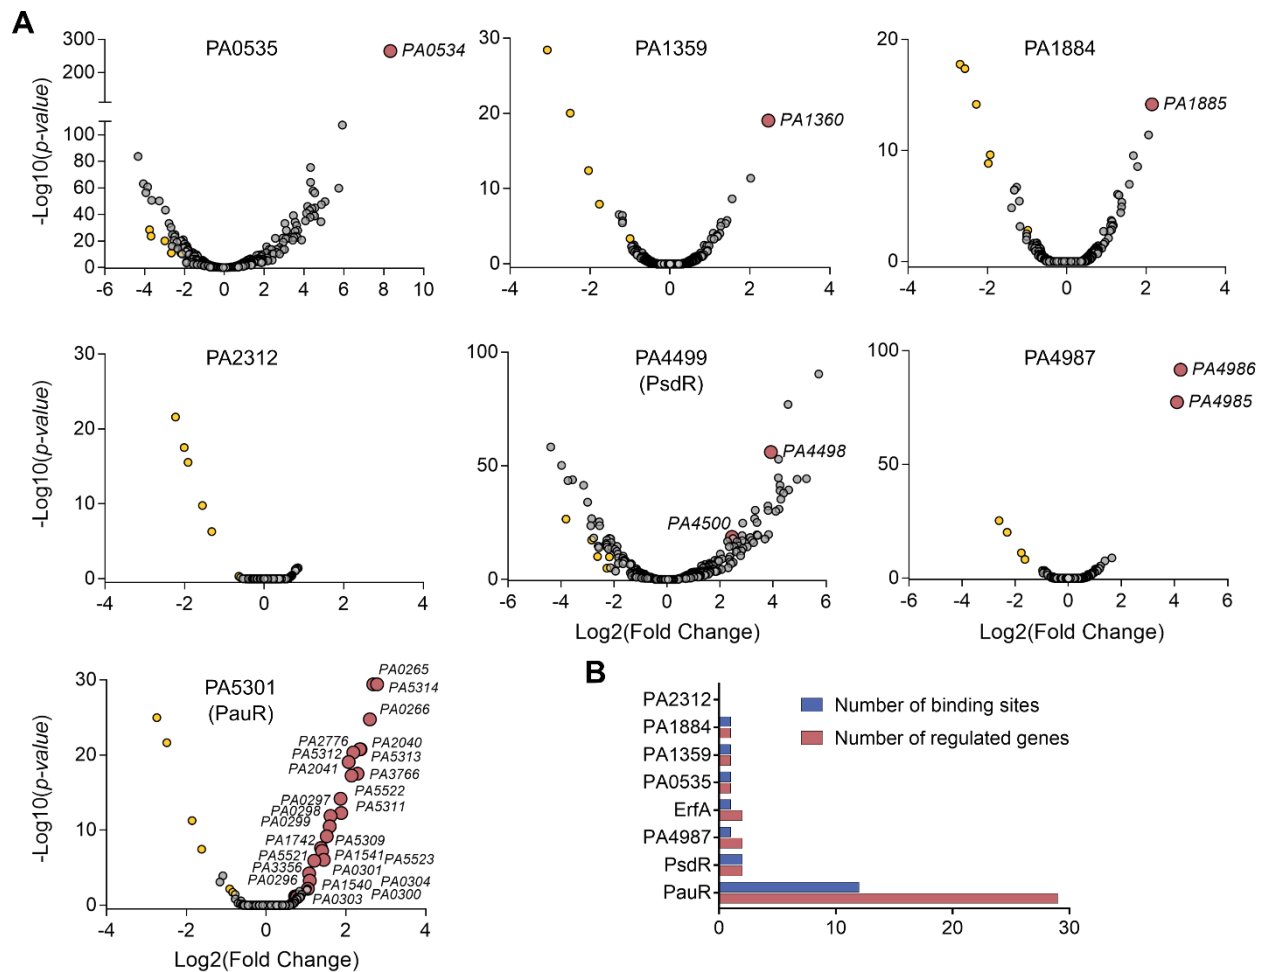 A
PA0535
PA0534
300
200
100
80
60
40
20
0
-6 -4 -2 0 2 4 6 8 10
-Log10(p-value)
PA1359
PA1360
30
20
10
0
-4 -2 0 2 4
PA1884
PA1885
20
10
0
-4 -2 0 2 4
PA2312
30
20
10
0
-4 -2 0 2 4
-Log10(p-value)
PA4499
(PsdR)
PA4498
PA4500
100
50
0
-6 -4 -2 0 2 4 6
Log2(Fold Change)
PA4987
PA4986
PA4985
100
50
0
-6 -4 -2 0 2 4 6
Log2(Fold Change)
PA5301
(PauR)
PA0265
PA5314
PA0266
PA2776
PA2040
PA5312
PA5313
PA2041
PA3766
PA5522
PA0297
PA5311
PA0298
PA0299
PA1742
PA5309
PA5521
PA1541
PA5523
PA3356
PA0301
PA0296
PA1540
PA0304
PA0303
PA0300
30
20
10
0
-4 -2 0 2 4
-Log10(p-value)
Log2(Fold Change)
B
PA2312
PA1884
PA1359
PA0535
ErfA
PA4987
PsdR
PauR
0 10 20 30
Number of binding sites
Number of regulated genes